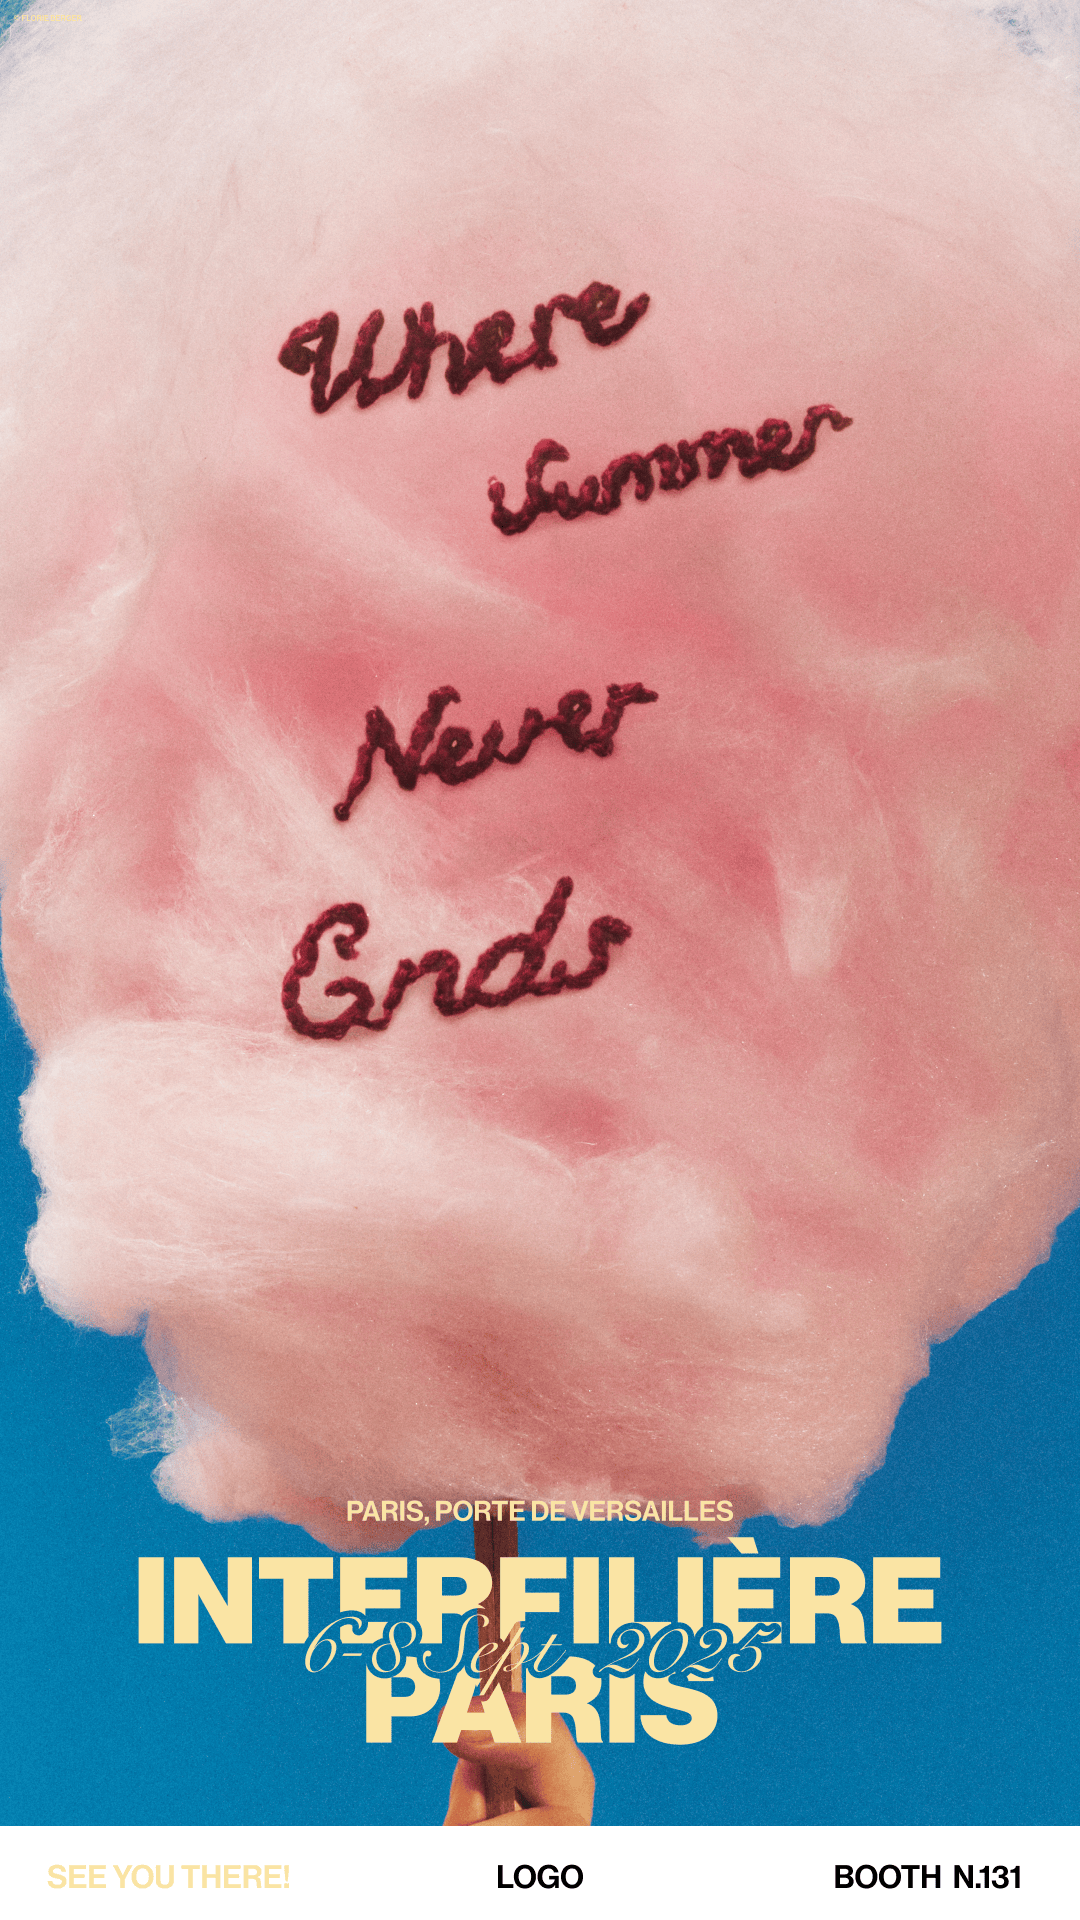 Where
Summer
Never
Ends
PARIS, PORTE DE VERSAILLES
INTERFILIÈRE
6-8 Sept 2025
PARIS
SEE YOU THERE!
LOGO
BOOTH N.131